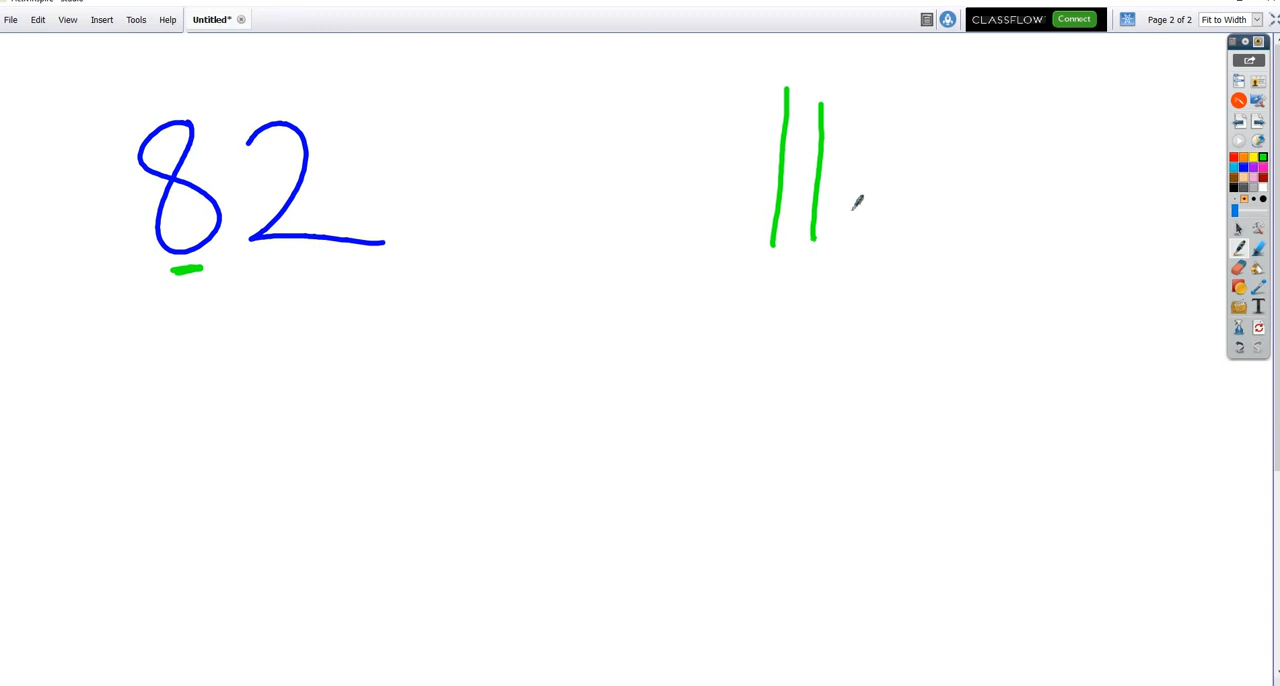 File Edit View Insert Tools Help Untitled* CLASSFLOW Connect Page 2 of 2 Fit to Width
82